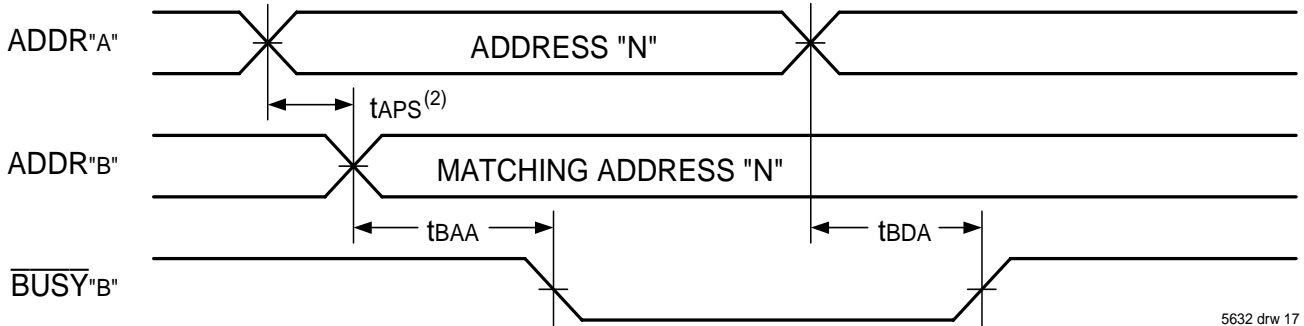 ADDR"A"
ADDRESS "N"
tAPS(2)
ADDR"B"
MATCHING ADDRESS "N"
tBAA
tBDA
BUSY"B"
5632 drw 17